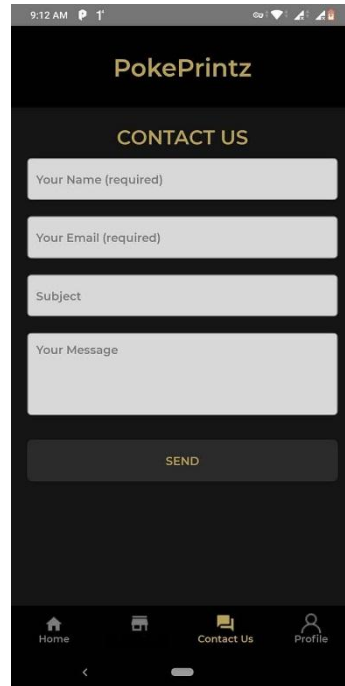 9:12 AM
PokePrintz
CONTACT US
Your Name (required)
Your Email (required)
Subject
Your Message
SEND
Home
Contact Us
Profile